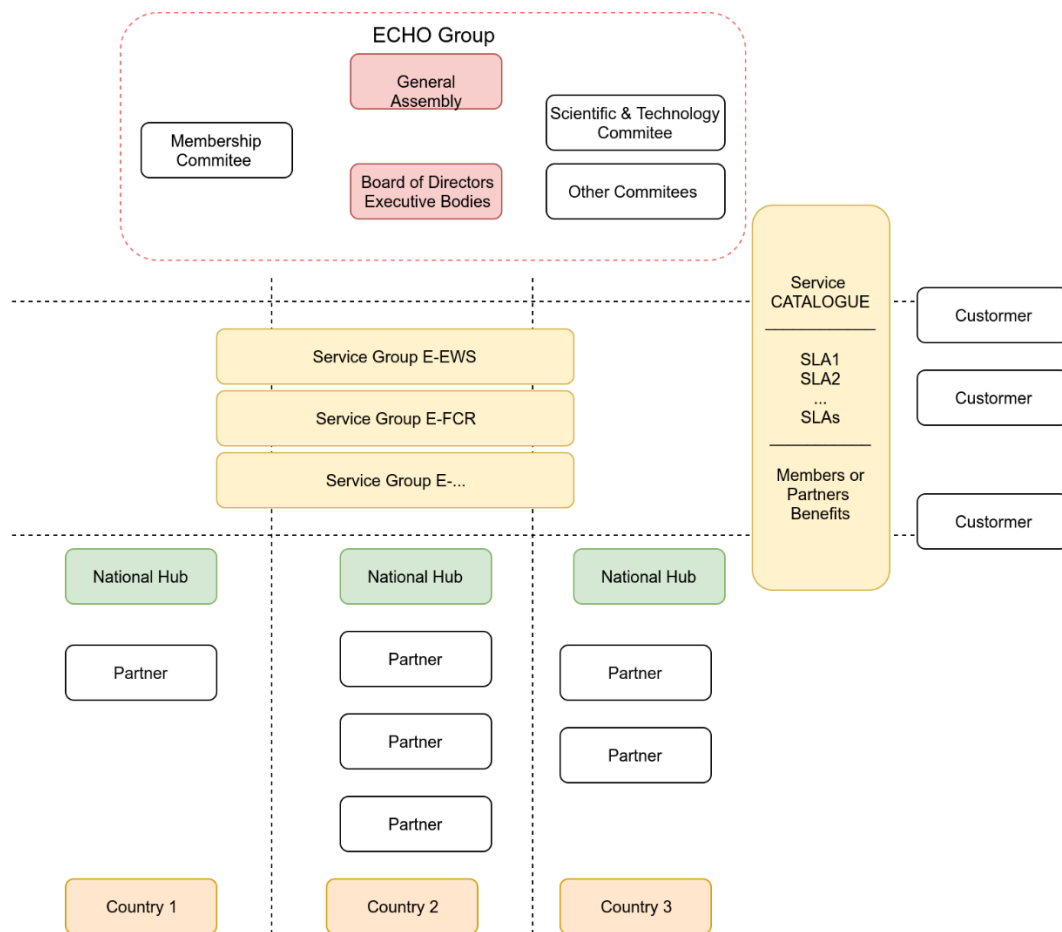 ECHO Group
General
Assembly
Scientific & Technology
Commitee
Membership
Commitee
Board of Directors
Executive Bodies
Other Commitees
Service
CATALOGUE
SLA1
SLA2
...
SLAs
Members or
Partners
Benefits
Custormer
Custormer
Custormer
Service Group E-EWS
Service Group E-FCR
Service Group E-...
National Hub
National Hub
National Hub
Partner
Partner
Partner
Partner
Partner
Partner
Country 1
Country 2
Country 3